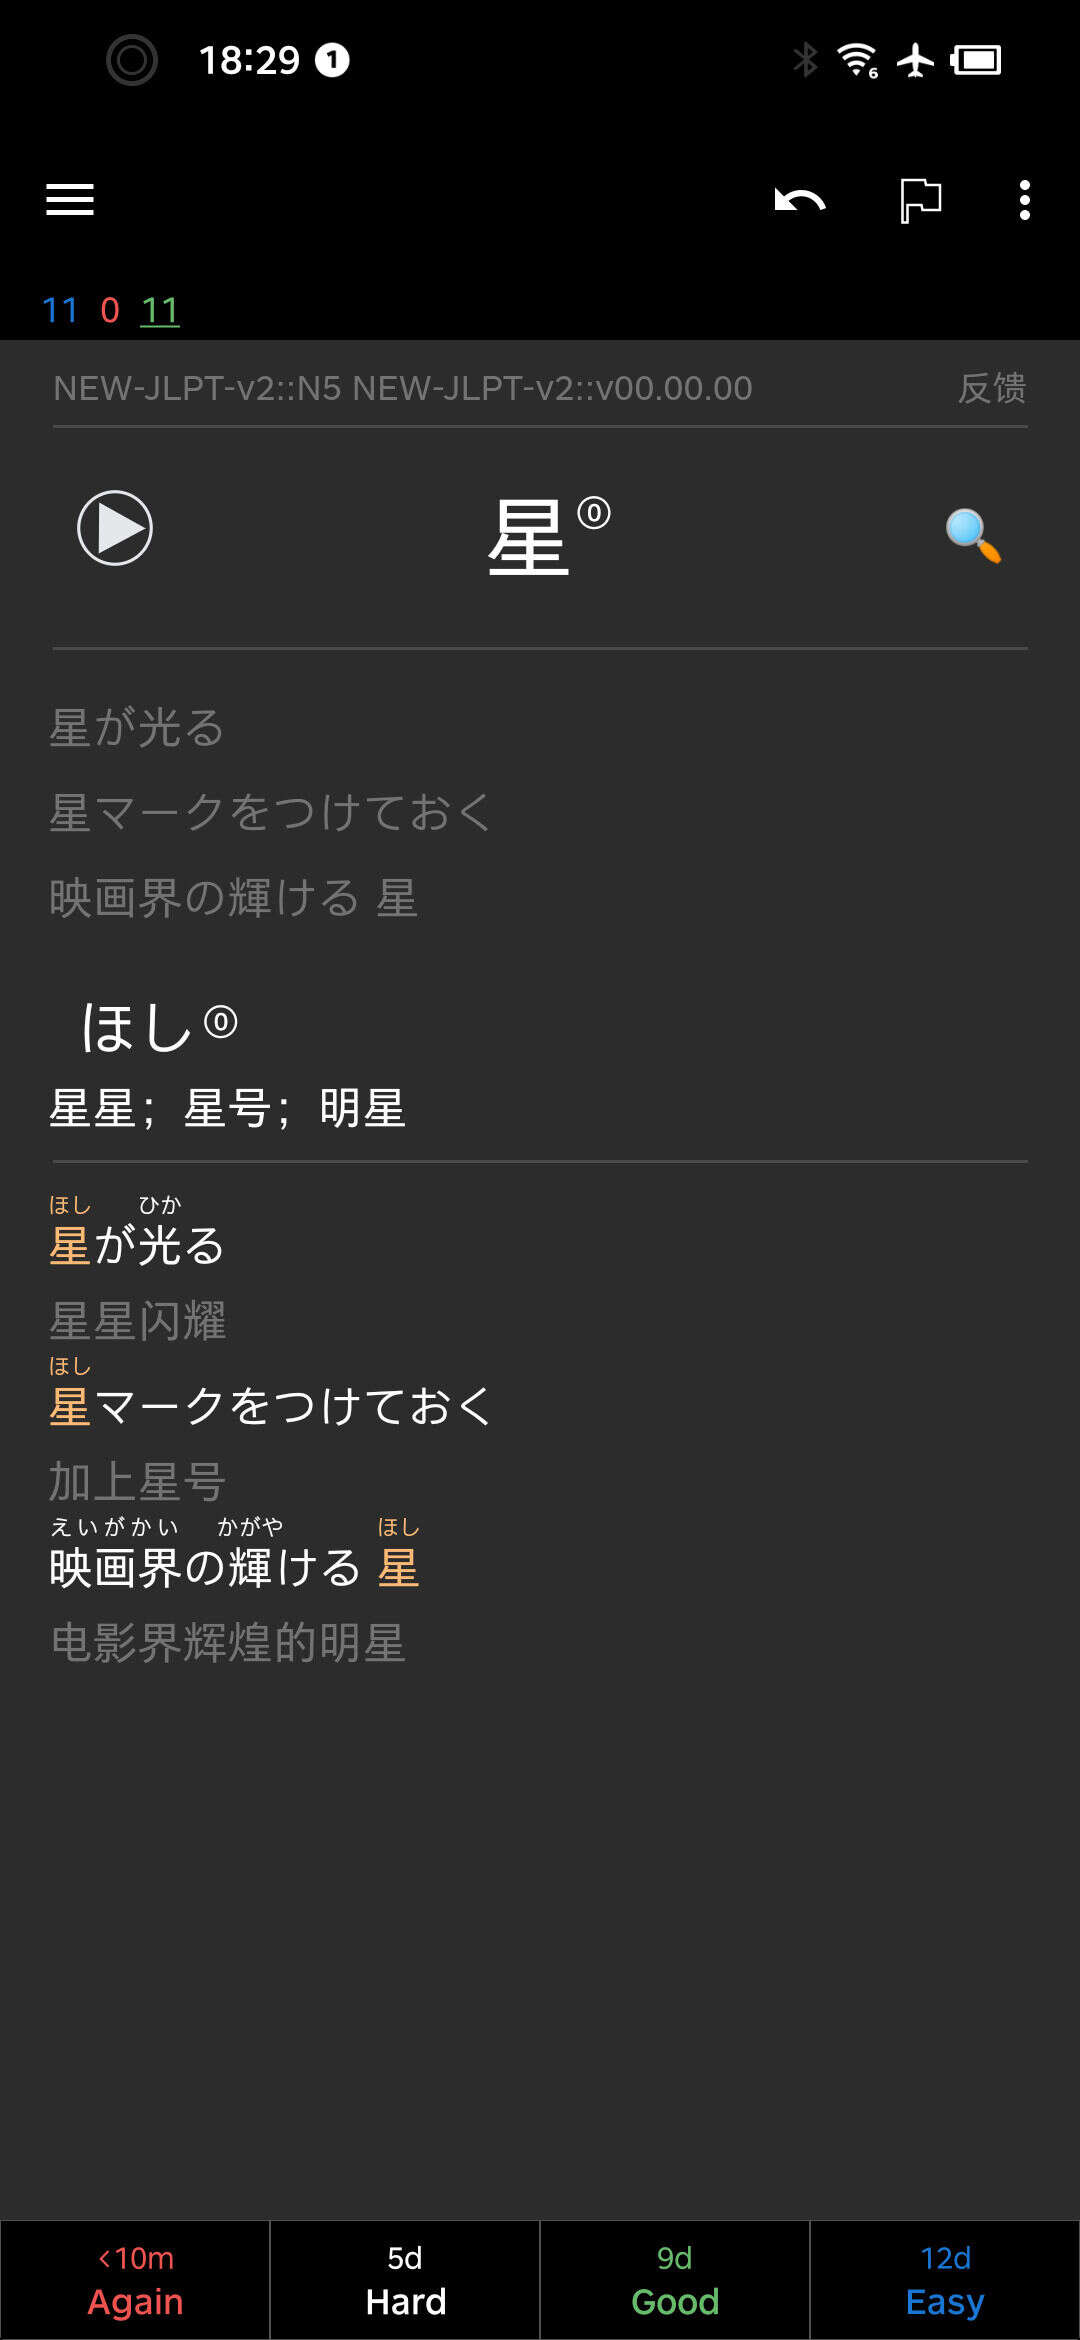 18:29 1
6
11 0 11
NEW-JLPT-v2::N5 NEW-JLPT-v2::v00.00.00 反馈
星⓪
星が光る
星マークをつけておく
映画界の輝ける 星
ほし⓪
星星；星号；明星
ほし ひか
星が光る
星星闪耀
ほし
星マークをつけておく
加上星号
えいがかい かがや ほし
映画界の輝ける 星
电影界辉煌的明星
<10m 5d 9d 12d
Again Hard Good Easy